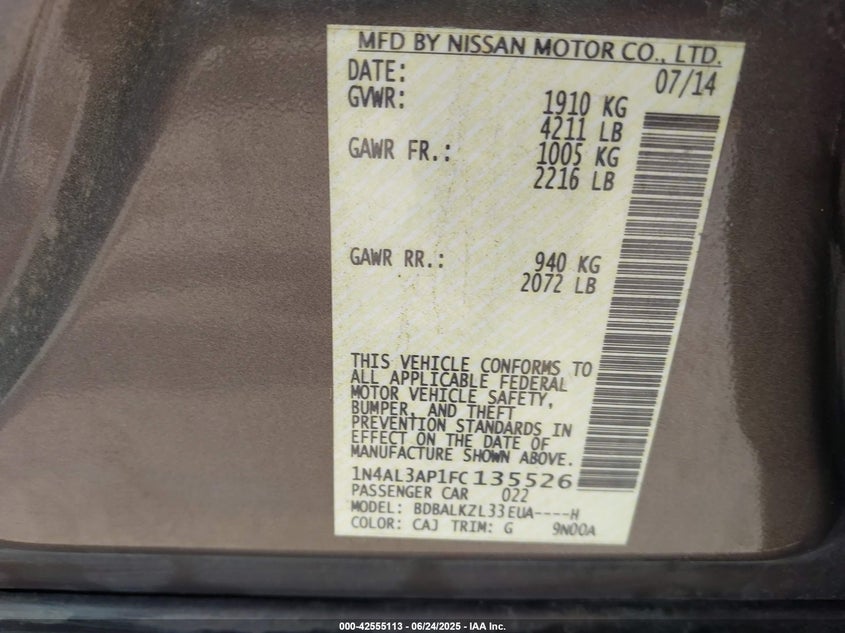 MFD BY NISSAN MOTOR CO., LTD.
DATE: 07/14
GVWR: 1910 KG
4211 LB
GAWR FR.: 1005 KG
2216 LB
GAWR RR.: 940 KG
2072 LB
THIS VEHICLE CONFORMS TO
ALL APPLICABLE FEDERAL
MOTOR VEHICLE SAFETY,
BUMPER, AND THEFT
PREVENTION STANDARDS IN
EFFECT ON THE DATE OF
MANUFACTURE SHOWN ABOVE.
1N4AL3AP1FC135526
PASSENGER CAR 022
MODEL: BDBALKZL33EUA----H
COLOR: CAJ TRIM: G 9N00A
000-42555113 - 06/24/2025 - IAA Inc.